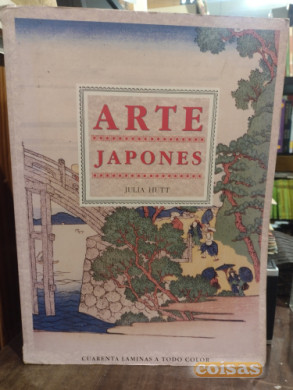 ARTE
JAPONES
JULIA HUTT
CUARENTA LAMINAS A TODO COLOR
coisas